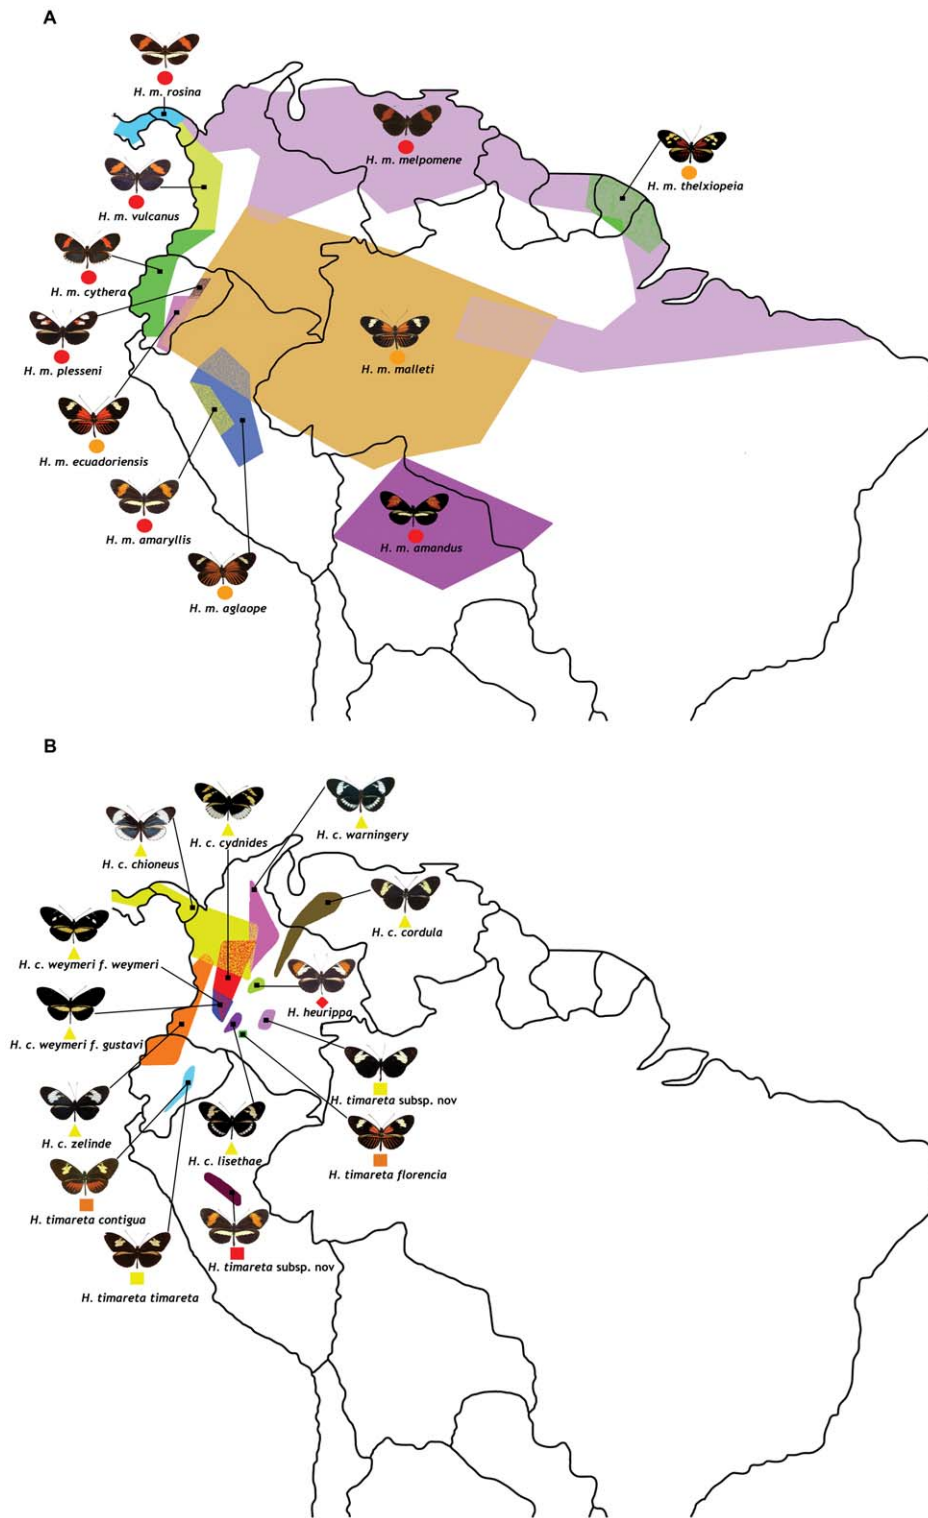 A
H. m. rosina
H. m. melpomene
H. m. thelxiopeia
H. m. vulcanus
H. m. cythera
H. m. plesseni
H. m. malleti
H. m. ecuadoriensis
H. m. amaryllis
H. m. amandus
H. m. aglaope
B
H. c. cydnides
H. c. warningery
H. c. chioneus
H. c. cordula
H. c. weymeri f. weymeri
H. heurippa
H. c. weymeri f. gustavi
H. timareta subsp. nov
H. c. zelinde
H. c. lisethae
H. timareta florencia
H. timareta contigua
H. timareta subsp. nov
H. timareta timareta